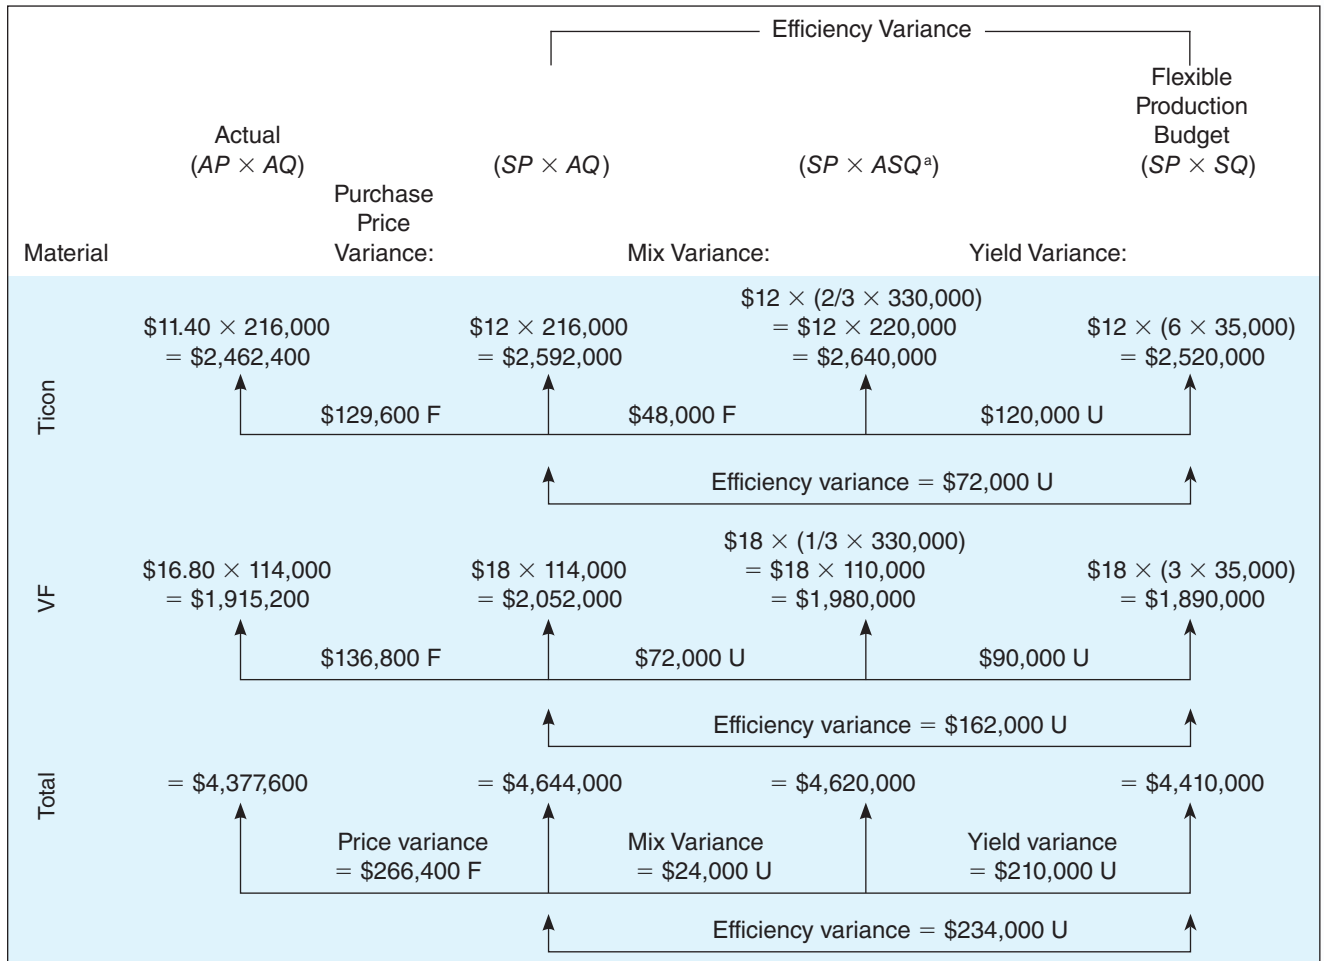 Efficiency Variance
Flexible
Production
Actual Budget
(AP × AQ) (SP × AQ) (SP × ASQᵃ) (SP × SQ)
Purchase
Price
Material Variance: Mix Variance: Yield Variance:
Ticon
$12 × (2/3 × 330,000)
$11.40 × 216,000 $12 × 216,000 = $12 × 220,000 $12 × (6 × 35,000)
= $2,462,400 = $2,592,000 = $2,640,000 = $2,520,000
$129,600 F $48,000 F $120,000 U
Efficiency variance = $72,000 U
VF
$18 × (1/3 × 330,000)
$16.80 × 114,000 $18 × 114,000 = $18 × 110,000 $18 × (3 × 35,000)
= $1,915,200 = $2,052,000 = $1,980,000 = $1,890,000
$136,800 F $72,000 U $90,000 U
Efficiency variance = $162,000 U
Total
= $4,377,600 = $4,644,000 = $4,620,000 = $4,410,000
Price variance Mix Variance Yield variance
= $266,400 F = $24,000 U = $210,000 U
Efficiency variance = $234,000 U